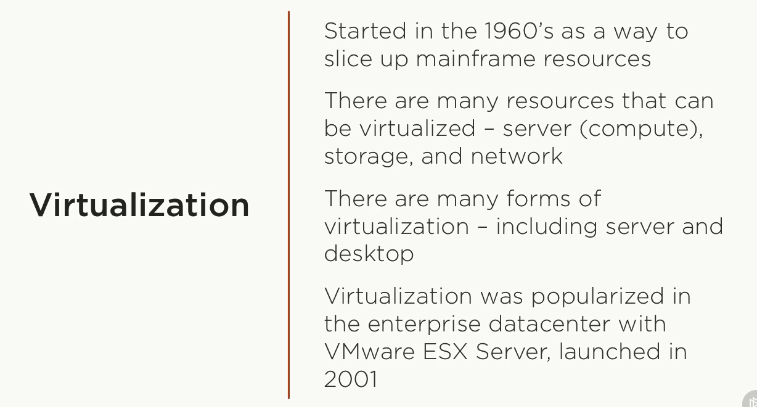 Virtualization
Started in the 1960’s as a way to
slice up mainframe resources
There are many resources that can
be virtualized – server (compute),
storage, and network
There are many forms of
virtualization – including server and
desktop
Virtualization was popularized in
the enterprise datacenter with
VMware ESX Server, launched in
2001